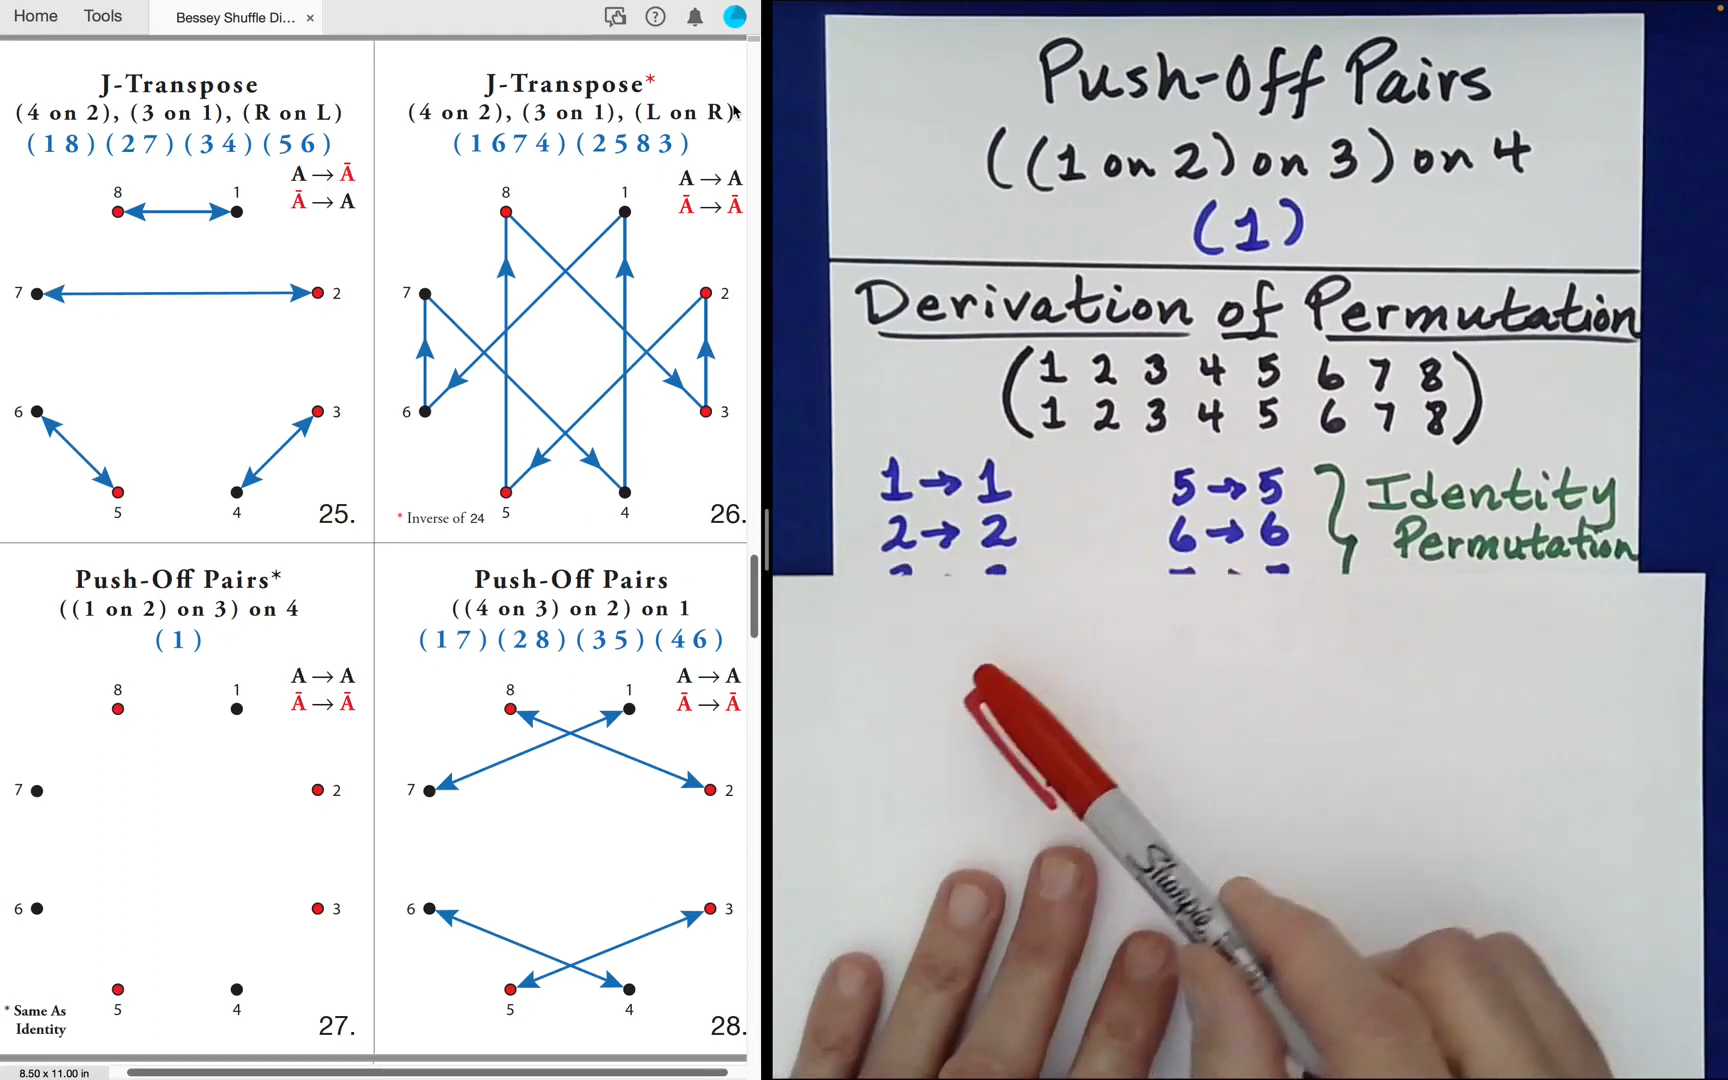 Home Tools Bessey Shuffle Di... ×
J-Transpose
(4 on 2), (3 on 1), (R on L)
(1 8)(2 7)(3 4)(5 6)
A → Ā
Ā → A
8 1
7 2
6 3
5 4
25.
J-Transpose*
(4 on 2), (3 on 1), (L on R)
(1 6 7 4)(2 5 8 3)
A → A
Ā → Ā
8 1
7 2
6 3
* Inverse of 24 5 4
26.
Push-Off Pairs*
((1 on 2) on 3) on 4
(1)
A → A
Ā → Ā
8 1
7 2
6 3
* Same As
Identity
5 4
27.
Push-Off Pairs
((4 on 3) on 2) on 1
(1 7)(2 8)(3 5)(4 6)
A → A
Ā → Ā
8 1
7 2
6 3
5 4
28.
8.50 x 11.00 in
Push-Off Pairs
((1 on 2) on 3) on 4
(1)
Derivation of Permutation
(1 2 3 4 5 6 7 8)
(1 2 3 4 5 6 7 8)
1 → 1 5 → 5 } Identity
2 → 2 6 → 6 Permutation
Sharpie